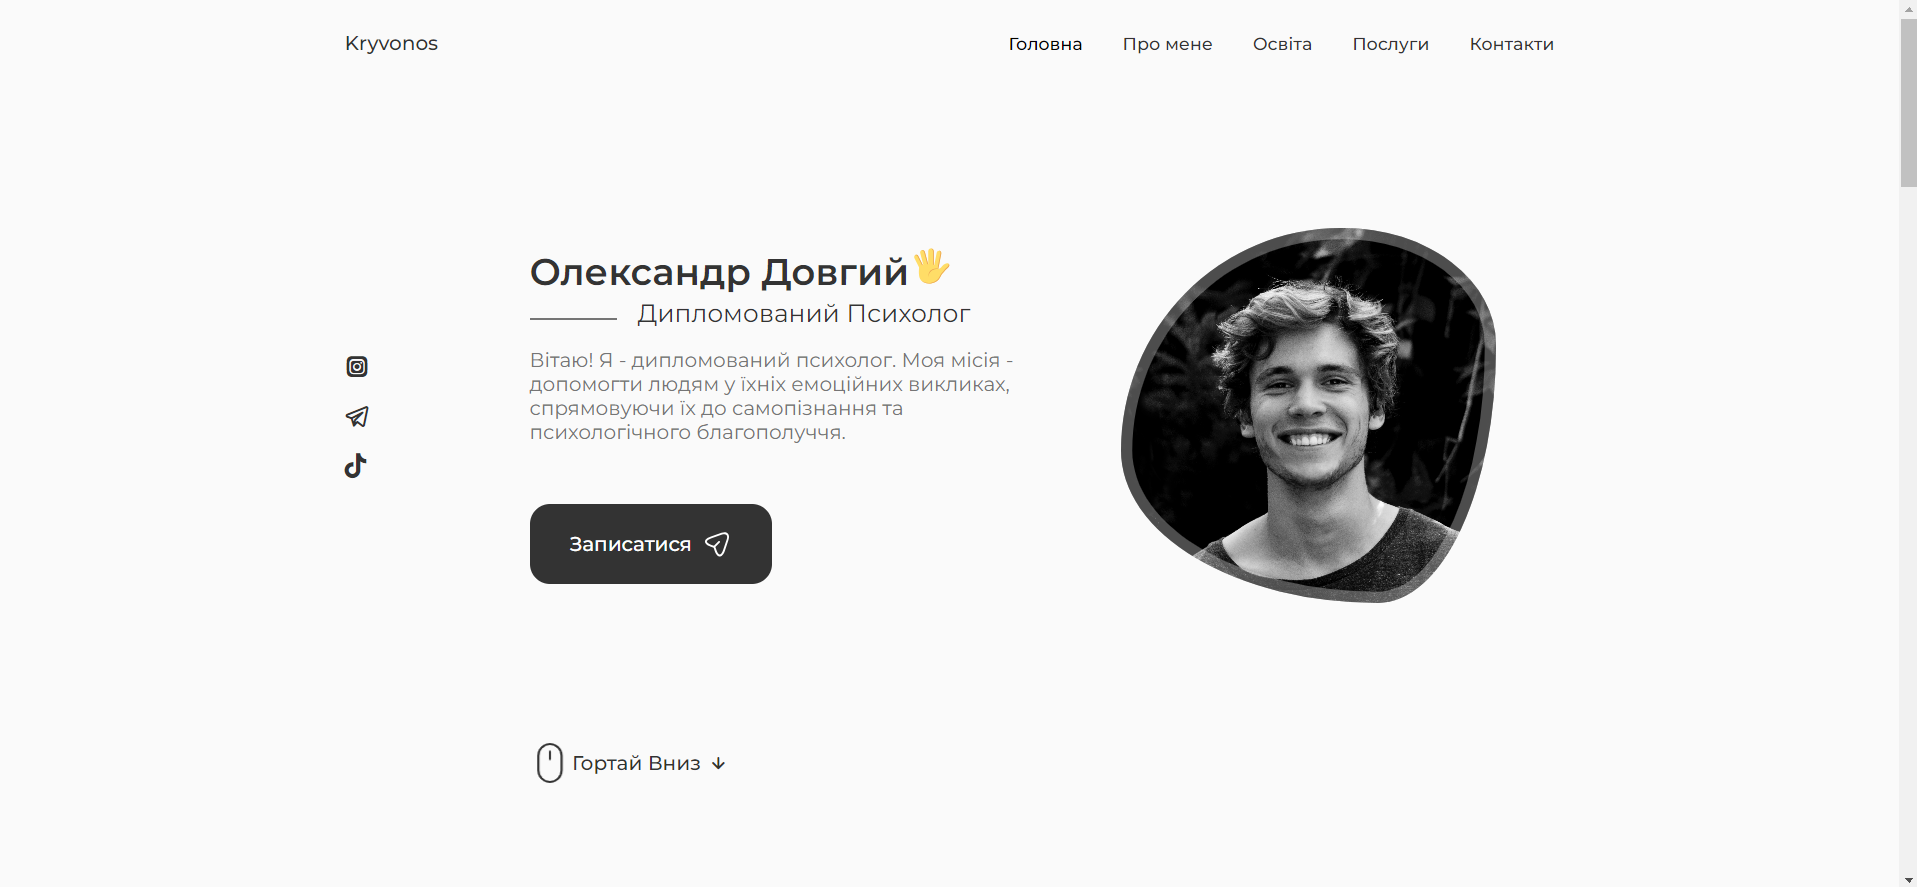 Kryvonos
Головна Про мене Освіта Послуги Контакти
Олександр Довгий🖐
Дипломований Психолог
Вітаю! Я - дипломований психолог. Моя місія -
допомогти людям у їхніх емоційних викликах,
спрямовуючи їх до самопізнання та
психологічного благополуччя.
Записатися
Гортай Вниз ↓